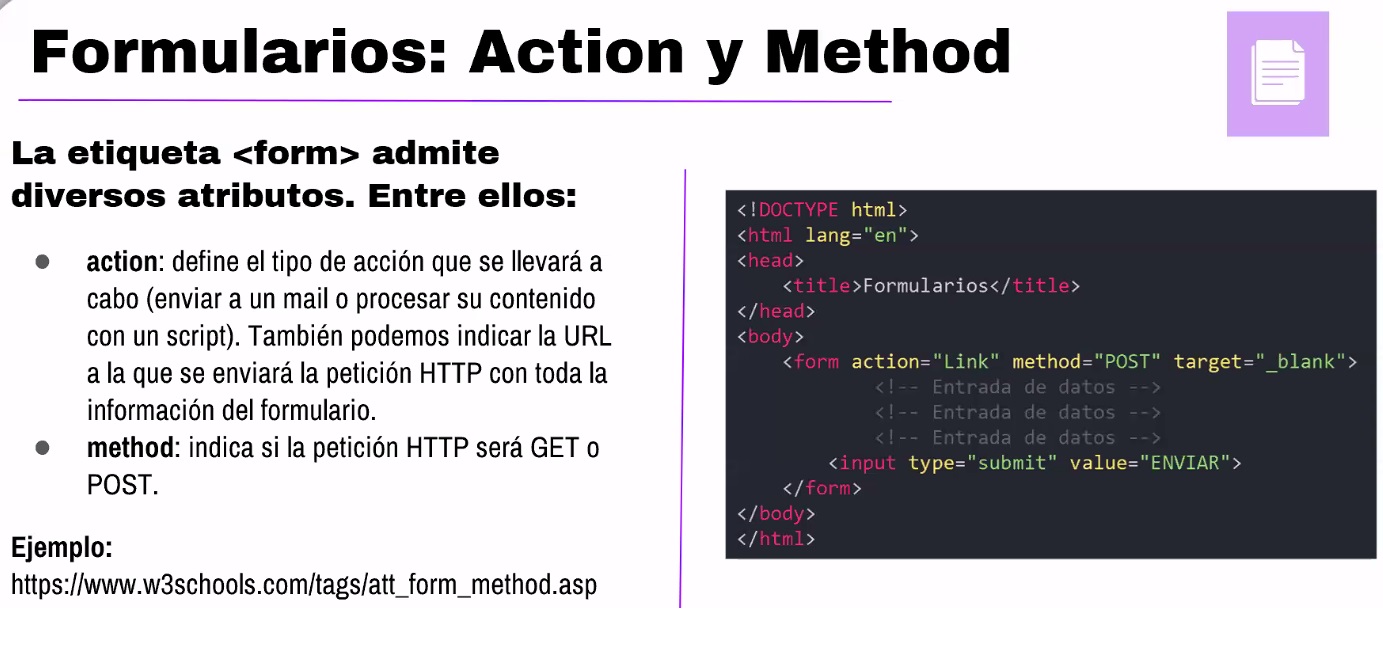 Formularios: Action y Method
La etiqueta <form> admite
diversos atributos. Entre ellos:
● action: define el tipo de acción que se llevará a
cabo (enviar a un mail o procesar su contenido
con un script). También podemos indicar la URL
a la que se enviará la petición HTTP con toda la
información del formulario.
● method: indica si la petición HTTP será GET o
POST.
Ejemplo:
https://www.w3schools.com/tags/att_form_method.asp
<!DOCTYPE html>
<html lang="en">
<head>
    <title>Formularios</title>
</head>
<body>
    <form action="Link" method="POST" target="_blank">
            <!-- Entrada de datos -->
            <!-- Entrada de datos -->
            <!-- Entrada de datos -->
        <input type="submit" value="ENVIAR">
    </form>
</body>
</html>